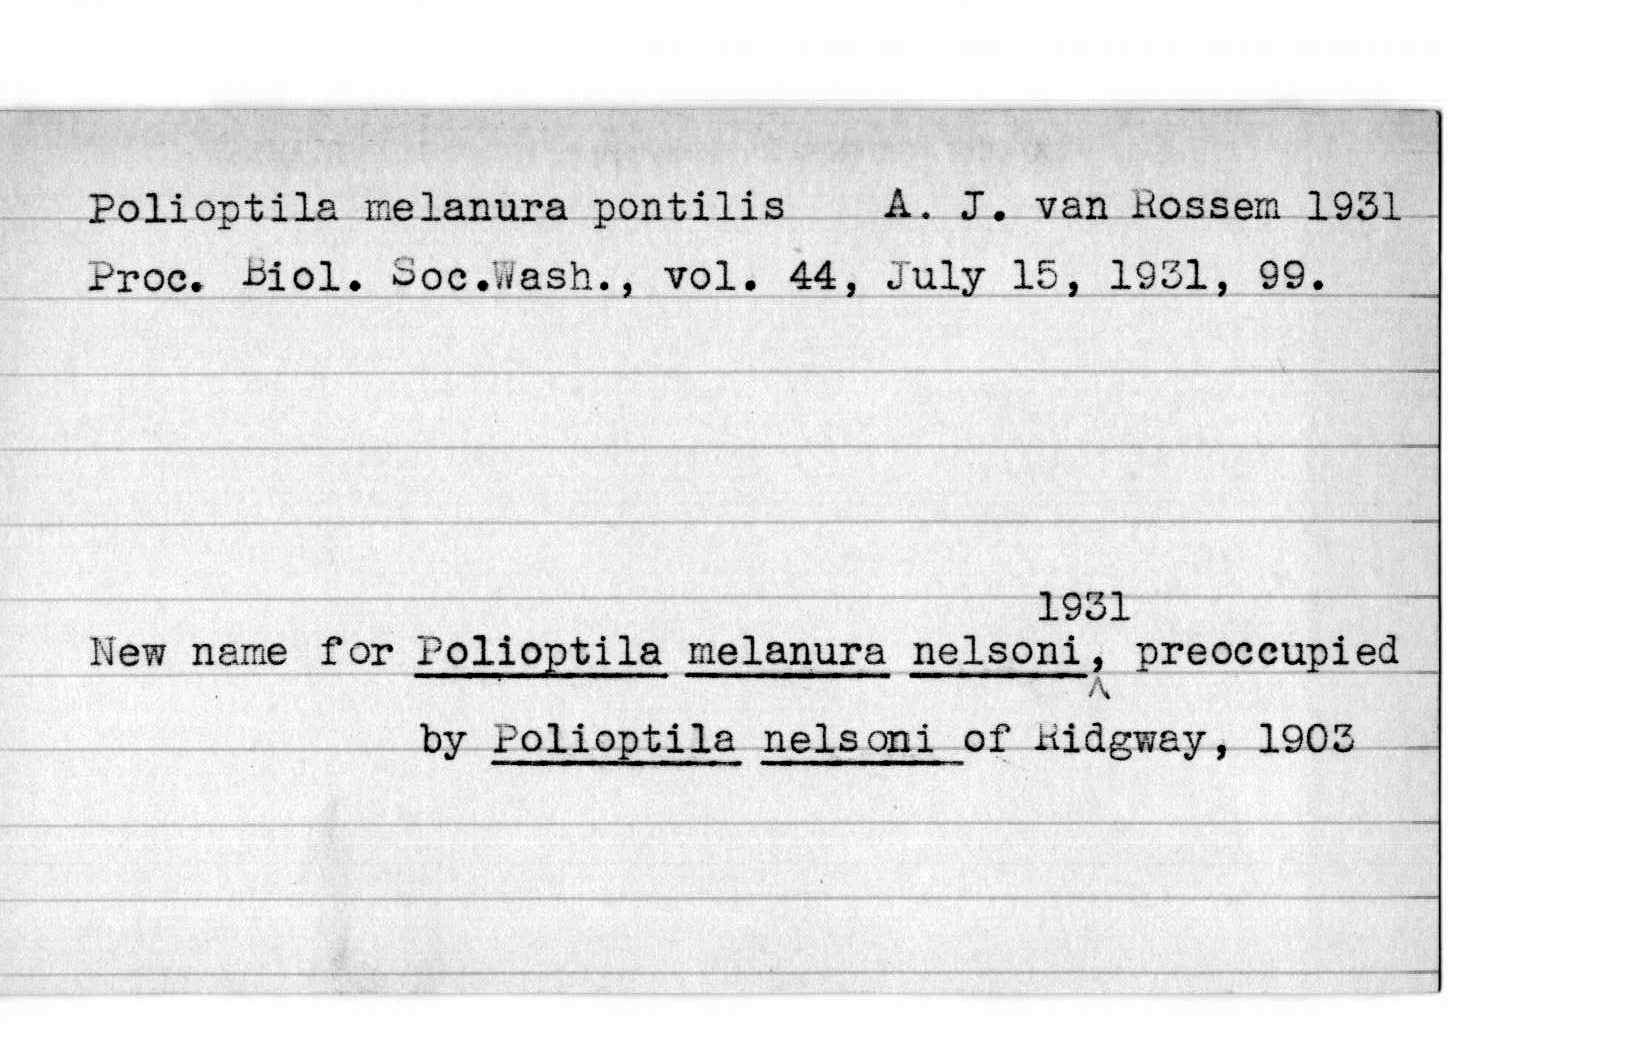 Polioptila melanura pontilis A. J. van Rossem 1931
Proc. Biol. Soc.Wash., vol. 44, July 15, 1931, 99.
1931
New name for Polioptila melanura nelsoni, preoccupied
^
by Polioptila nelsoni of Ridgway, 1903